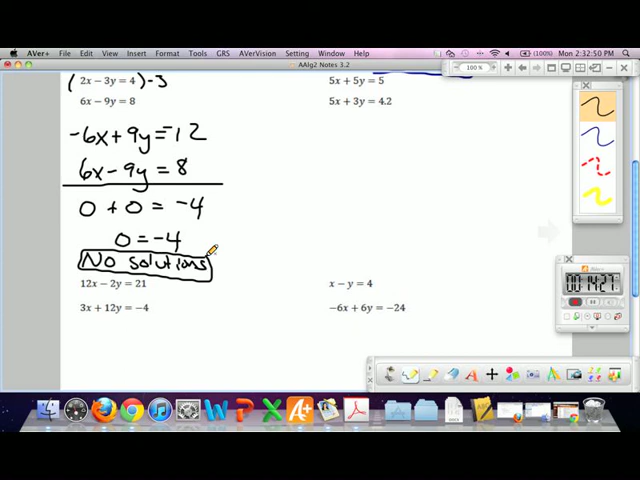 AVer+ File Edit View Insert Format Tools GRS AVerVision Setting Window Help (100%) Wed 2:32:50 PM
AAlg2 Notes 3.2
100 %
(2x − 3y = 4)-3
6x − 9y = 8
-6x+9y=-12
6x-9y=8
0+0=-4
0=-4
No solutions
5x + 5y = 5
5x + 3y = 4.2
12x − 2y = 21
3x + 12y = −4
x − y = 4
−6x + 6y = −24
00:14:27